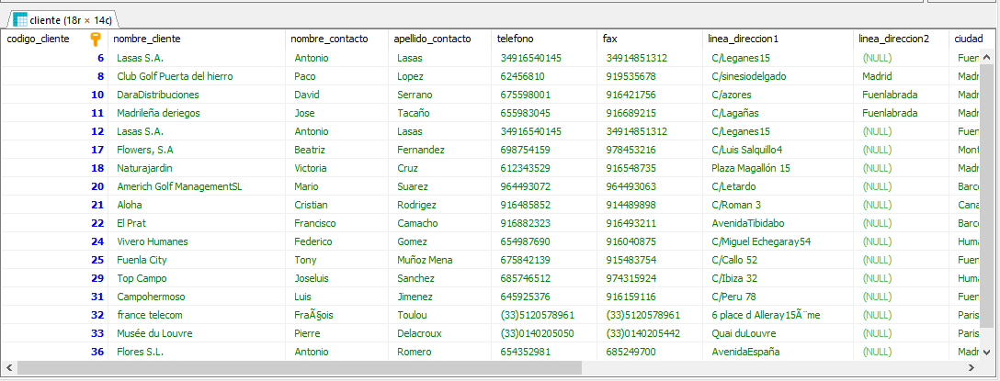 cliente (18r × 14c)
codigo_cliente nombre_cliente nombre_contacto apellido_contacto telefono fax linea_direccion1 linea_direccion2 ciudad
6 Lasas S.A. Antonio Lasas 34916540145 34914851312 C/Leganes15 (NULL) Fuen
8 Club Golf Puerta del hierro Paco Lopez 62456810 919535678 C/sinesiodelgado Madrid Madr
10 DaraDistribuciones David Serrano 675598001 916421756 C/azores Fuenlabrada Madr
11 Madrileña deriegos Jose Tacaño 655983045 916689215 C/Lagañas Fuenlabrada Madr
12 Lasas S.A. Antonio Lasas 34916540145 34914851312 C/Leganes15 (NULL) Fuen
17 Flowers, S.A Beatriz Fernandez 698754159 978453216 C/Luis Salquillo4 (NULL) Mont
18 Naturajardin Victoria Cruz 612343529 916548735 Plaza Magallón 15 (NULL) Madr
20 Americh Golf ManagementSL Mario Suarez 964493072 964493063 C/Letardo (NULL) Barc
21 Aloha Cristian Rodrigez 916485852 914489898 C/Roman 3 (NULL) Cana
22 El Prat Francisco Camacho 916882323 916493211 AvenidaTibidabo (NULL) Barc
24 Vivero Humanes Federico Gomez 654987690 916040875 C/Miguel Echegaray54 (NULL) Huma
25 Fuenla City Tony Muñoz Mena 675842139 915483754 C/Callo 52 (NULL) Fuen
29 Top Campo Joseluis Sanchez 685746512 974315924 C/Ibiza 32 (NULL) Huma
31 Campohermoso Luis Jimenez 645925376 916159116 C/Peru 78 (NULL) Fuen
32 france telecom FraÃ§ois Toulou (33)5120578961 (33)5120578961 6 place d Alleray15Ã¨me (NULL) Paris
33 Musée du Louvre Pierre Delacroux (33)0140205050 (33)0140205442 Quai duLouvre (NULL) Paris
36 Flores S.L. Antonio Romero 654352981 685249700 AvenidaEspaña (NULL) Madr